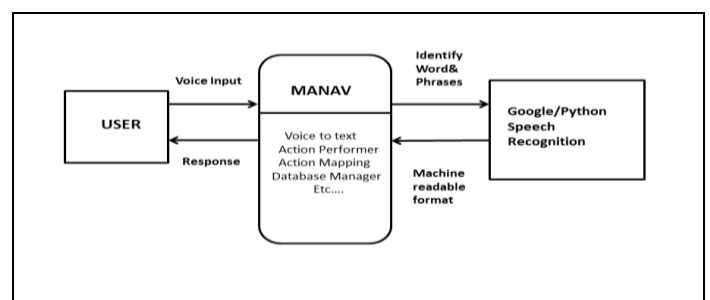 USER
Voice Input
Response
MANAV
Voice to text
Action Performer
Action Mapping
Database Manager
Etc....
Identify
Word&
Phrases
Machine
readable
format
Google/Python
Speech
Recognition